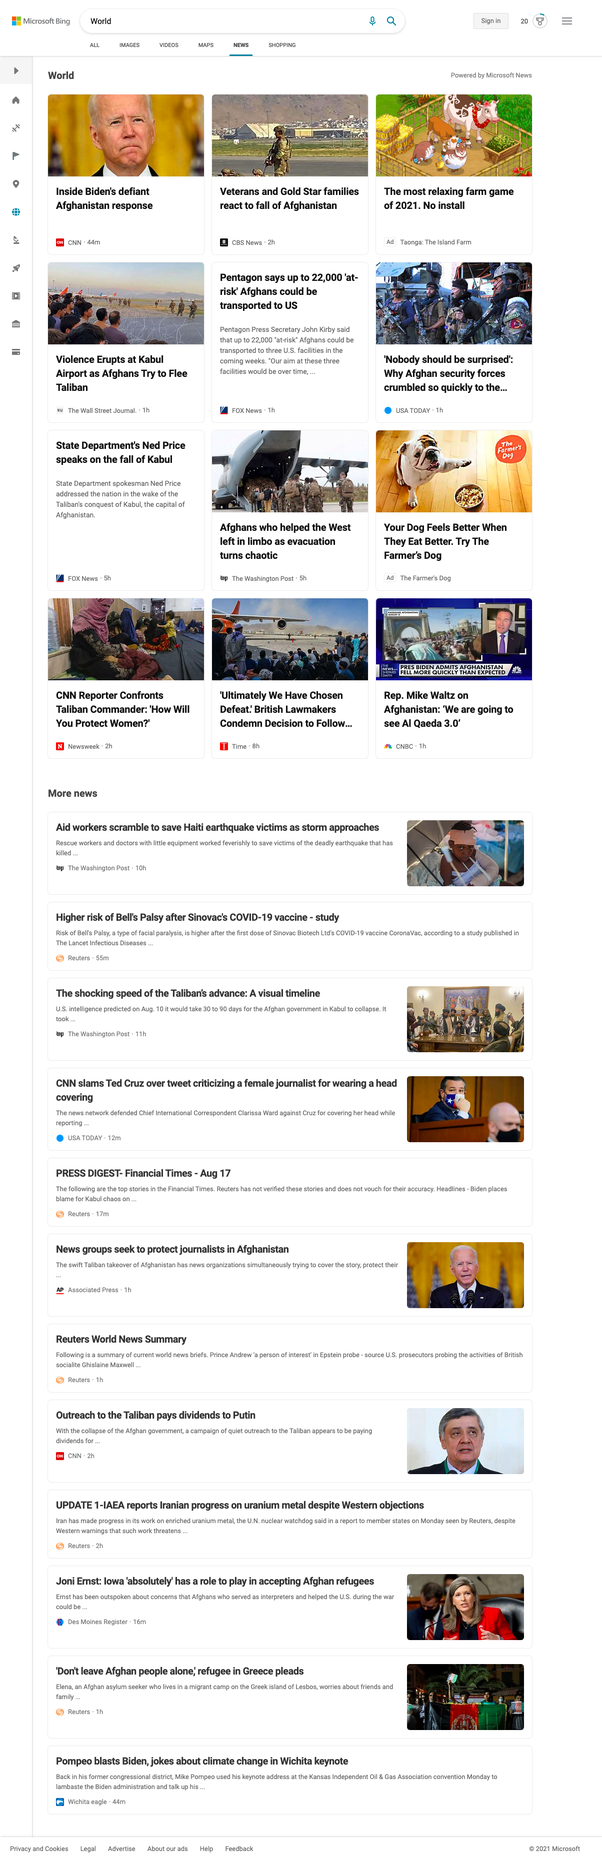 Microsoft Bing
World
Sign in
20
ALL
IMAGES
VIDEOS
MAPS
NEWS
SHOPPING
World
Powered by Microsoft News
Inside Biden's defiant
Afghanistan response
CNN · 44m
Veterans and Gold Star families
react to fall of Afghanistan
CBS News · 2h
The most relaxing farm game
of 2021. No install
Ad
Taonga: The Island Farm
Violence Erupts at Kabul
Airport as Afghans Try to Flee
Taliban
The Wall Street Journal. · 1h
Pentagon says up to 22,000 'at-
risk' Afghans could be
transported to US
Pentagon Press Secretary John Kirby said
that up to 22,000 "at-risk" Afghans could be
transported to three U.S. facilities in the
coming weeks. "Our aim at these three
facilities would be over time, ...
FOX News · 1h
'Nobody should be surprised':
Why Afghan security forces
crumbled so quickly to the...
USA TODAY · 1h
State Department's Ned Price
speaks on the fall of Kabul
State Department spokesman Ned Price
addressed the nation in the wake of the
Taliban's conquest of Kabul, the capital of
Afghanistan.
FOX News · 5h
Afghans who helped the West
left in limbo as evacuation
turns chaotic
The Washington Post · 5h
The Farmer's Dog
Your Dog Feels Better When
They Eat Better. Try The
Farmer's Dog
Ad
The Farmer's Dog
CNN Reporter Confronts
Taliban Commander: 'How Will
You Protect Women?'
Newsweek · 2h
'Ultimately We Have Chosen
Defeat.' British Lawmakers
Condemn Decision to Follow...
Time · 8h
PRES BIDEN ADMITS AFGHANISTAN
FELL MORE QUICKLY THAN EXPECTED
Rep. Mike Waltz on
Afghanistan: 'We are going to
see Al Qaeda 3.0'
CNBC · 1h
More news
Aid workers scramble to save Haiti earthquake victims as storm approaches
Rescue workers and doctors with little equipment worked feverishly to save victims of the deadly earthquake that has
killed ...
The Washington Post · 10h
Higher risk of Bell's Palsy after Sinovac's COVID-19 vaccine - study
Risk of Bell's Palsy, a type of facial paralysis, is higher after the first dose of Sinovac Biotech Ltd's COVID-19 vaccine CoronaVac, according to a study published in
The Lancet Infectious Diseases ...
Reuters · 55m
The shocking speed of the Taliban's advance: A visual timeline
U.S. intelligence predicted on Aug. 10 it would take 30 to 90 days for the Afghan government in Kabul to collapse. It
took ...
The Washington Post · 11h
CNN slams Ted Cruz over tweet criticizing a female journalist for wearing a head
covering
The news network defended Chief International Correspondent Clarissa Ward against Cruz for covering her head while
reporting ...
USA TODAY · 12m
PRESS DIGEST- Financial Times - Aug 17
The following are the top stories in the Financial Times. Reuters has not verified these stories and does not vouch for their accuracy. Headlines - Biden places
blame for Kabul chaos on ...
Reuters · 17m
News groups seek to protect journalists in Afghanistan
The swift Taliban takeover of Afghanistan has news organizations simultaneously trying to cover the story, protect their
...
AP
Associated Press · 1h
Reuters World News Summary
Following is a summary of current world news briefs. Prince Andrew 'a person of interest' in Epstein probe - source U.S. prosecutors probing the activities of British
socialite Ghislaine Maxwell ...
Reuters · 1h
Outreach to the Taliban pays dividends to Putin
With the collapse of the Afghan government, a campaign of quiet outreach to the Taliban appears to be paying
dividends for ...
CNN · 2h
UPDATE 1-IAEA reports Iranian progress on uranium metal despite Western objections
Iran has made progress in its work on enriched uranium metal, the U.N. nuclear watchdog said in a report to member states on Monday seen by Reuters, despite
Western warnings that such work threatens ...
Reuters · 2h
Joni Ernst: Iowa 'absolutely' has a role to play in accepting Afghan refugees
Ernst has been outspoken about concerns that Afghans who served as interpreters and helped the U.S. during the war
could be ...
Des Moines Register · 16m
'Don't leave Afghan people alone,' refugee in Greece pleads
Elena, an Afghan asylum seeker who lives in a migrant camp on the Greek island of Lesbos, worries about friends and
family ...
Reuters · 1h
Pompeo blasts Biden, jokes about climate change in Wichita keynote
Back in his former congressional district, Mike Pompeo used his keynote address at the Kansas Independent Oil & Gas Association convention Monday to
lambaste the Biden administration and talk up his ...
Wichita eagle · 44m
Privacy and Cookies
Legal
Advertise
About our ads
Help
Feedback
© 2021 Microsoft